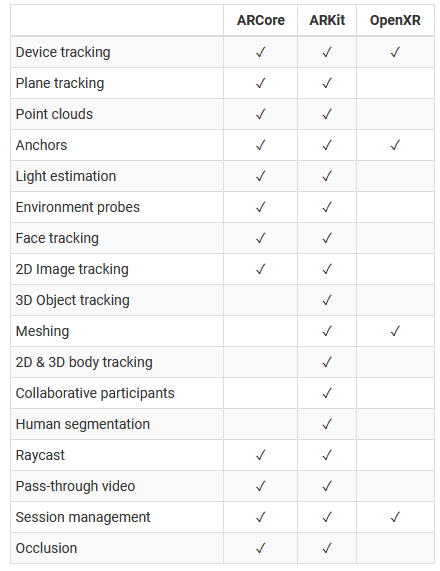 ARCore ARKit OpenXR
Device tracking ✓ ✓ ✓
Plane tracking ✓ ✓
Point clouds ✓ ✓
Anchors ✓ ✓ ✓
Light estimation ✓ ✓
Environment probes ✓ ✓
Face tracking ✓ ✓
2D Image tracking ✓ ✓
3D Object tracking ✓
Meshing ✓ ✓
2D & 3D body tracking ✓
Collaborative participants ✓
Human segmentation ✓
Raycast ✓ ✓
Pass-through video ✓ ✓
Session management ✓ ✓ ✓
Occlusion ✓ ✓